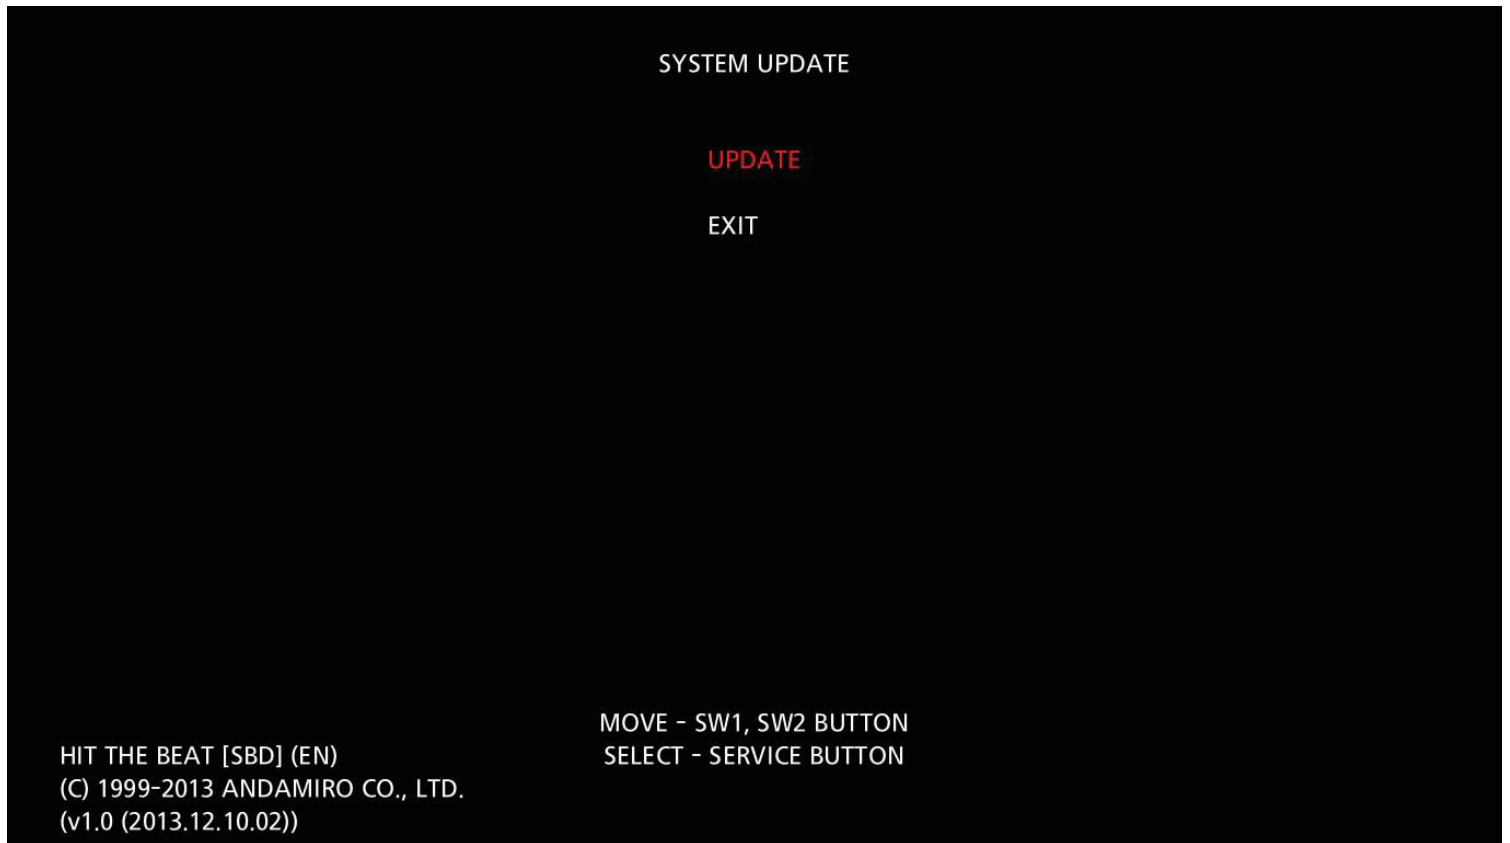 SYSTEM UPDATE
UPDATE
EXIT
MOVE - SW1, SW2 BUTTON
SELECT - SERVICE BUTTON
HIT THE BEAT [SBD] (EN)
(C) 1999-2013 ANDAMIRO CO., LTD.
(v1.0 (2013.12.10.02))